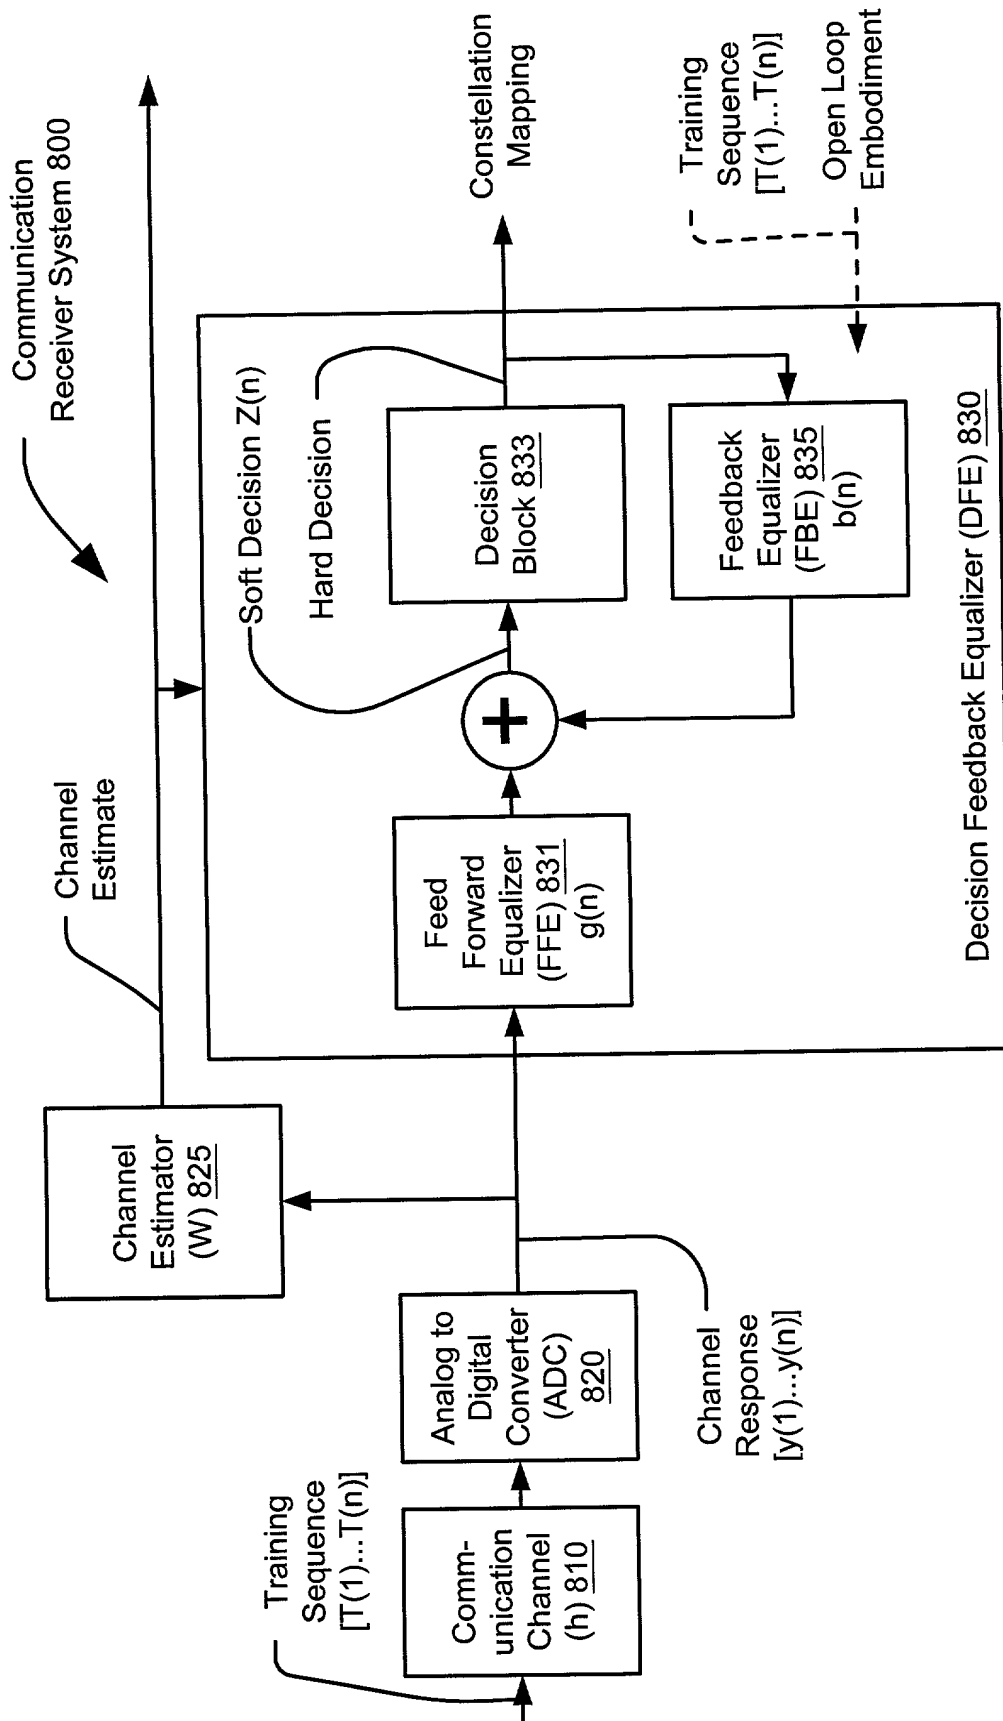 Communication
Receiver System 800
Channel
Estimate
Channel
Estimator
(W) 825
Training
Sequence
[T(1)...T(n)]
Comm-
unication
Channel
(h) 810
Analog to
Digital
Converter
(ADC)
820
Channel
Response
[y(1)...y(n)]
Feed
Forward
Equalizer
(FFE) 831
g(n)
+
Soft Decision Z(n)
Hard Decision
Decision
Block 833
Feedback
Equalizer
(FBE) 835
b(n)
Decision Feedback Equalizer (DFE) 830
Constellation
Mapping
Training
Sequence
[T(1)...T(n)]
Open Loop
Embodiment